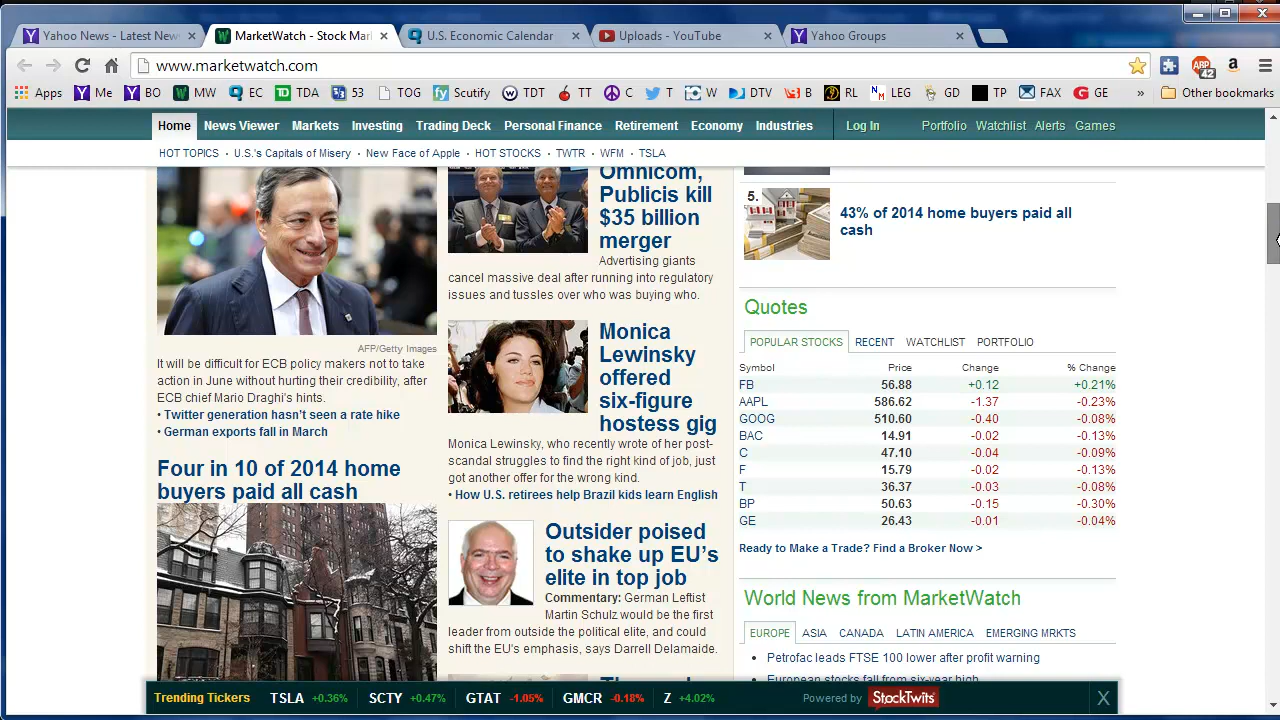 Yahoo News - Latest News
MarketWatch - Stock Mar
U.S. Economic Calendar
Uploads - YouTube
Yahoo Groups
www.marketwatch.com
ABP
42
Apps
Me
BO
MW
EC
TDA
53
TOG
Scotify
TDT
TT
C
T
W
DTV
B
RL
LEG
GD
TP
FAX
GE
»
Other bookmarks
Home News Viewer Markets Investing Trading Deck Personal Finance Retirement Economy Industries
Log In
Portfolio Watchlist Alerts Games
HOT TOPICS · U.S.'s Capitals of Misery · New Face of Apple · HOT STOCKS · TWTR · WFM · TSLA
AFP/Getty Images
It will be difficult for ECB policy makers not to take
action in June without hurting their credibility, after
ECB chief Mario Draghi's hints.
• Twitter generation hasn't seen a rate hike
• German exports fall in March
Four in 10 of 2014 home
buyers paid all cash
Omnicom,
Publicis kill
$35 billion
merger
Advertising giants
cancel massive deal after running into regulatory
issues and tussles over who was buying who.
Monica
Lewinsky
offered
six-figure
hostess gig
Monica Lewinsky, who recently wrote of her post-
scandal struggles to find the right kind of job, just
got another offer for the wrong kind.
• How U.S. retirees help Brazil kids learn English
Outsider poised
to shake up EU's
elite in top job
Commentary: German Leftist
Martin Schulz would be the first
leader from outside the political elite, and could
shift the EU's emphasis, says Darrell Delamaide.
5.
43% of 2014 home buyers paid all
cash
Quotes
POPULAR STOCKS RECENT WATCHLIST PORTFOLIO
Symbol Price Change % Change
FB 56.88 +0.12 +0.21%
AAPL 586.62 -1.37 -0.23%
GOOG 510.60 -0.40 -0.08%
BAC 14.91 -0.02 -0.13%
C 47.10 -0.04 -0.09%
F 15.79 -0.02 -0.13%
T 36.37 -0.03 -0.08%
BP 50.63 -0.15 -0.30%
GE 26.43 -0.01 -0.04%
Ready to Make a Trade? Find a Broker Now >
World News from MarketWatch
EUROPE ASIA CANADA LATIN AMERICA EMERGING MRKTS
• Petrofac leads FTSE 100 lower after profit warning
• European stocks fall from six-year high
Trending Tickers TSLA +0.36% SCTY +0.47% GTAT -1.05% GMCR -0.18% Z +4.02% Powered by StockTwits X